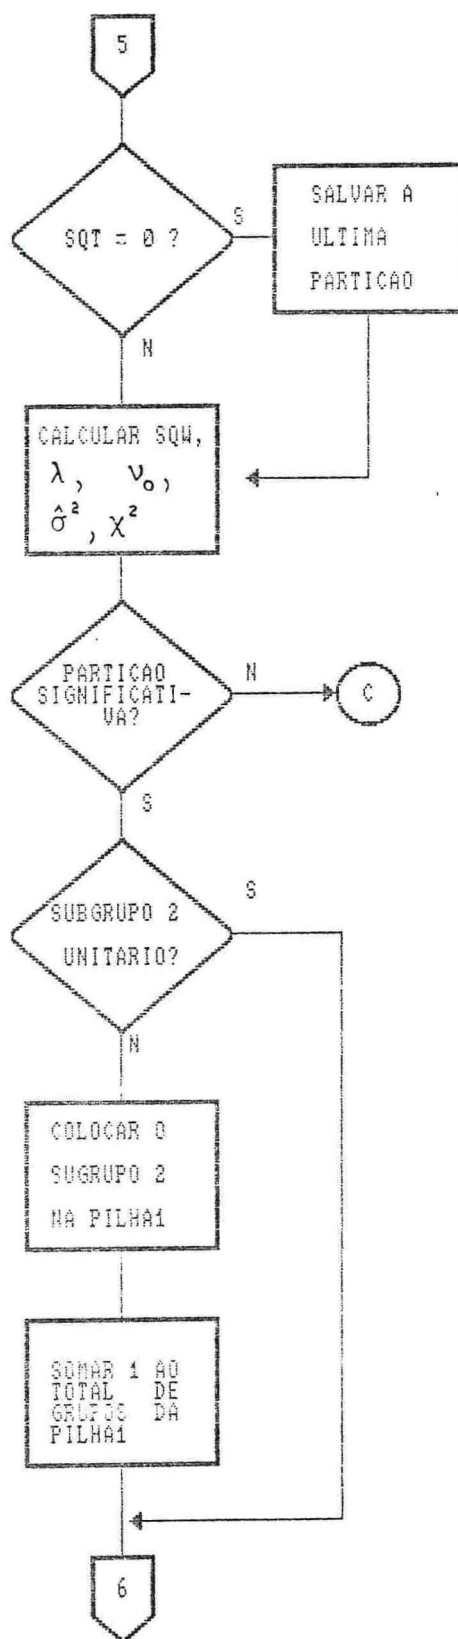 5
SQT = 0 ?
S
SALVAR A
ULTIMA
PARTICAO
N
CALCULAR SQW,
λ, ν₀,
σ̂², χ²
PARTICAO
SIGNIFICATI-
VA?
N
C
S
SUBGRUPO 2
UNITARIO?
S
N
COLOCAR O
SUGRUPO 2
NA PILHA1
SOMAR 1 AO
TOTAL DE
GRUPOS DA
PILHA1
6